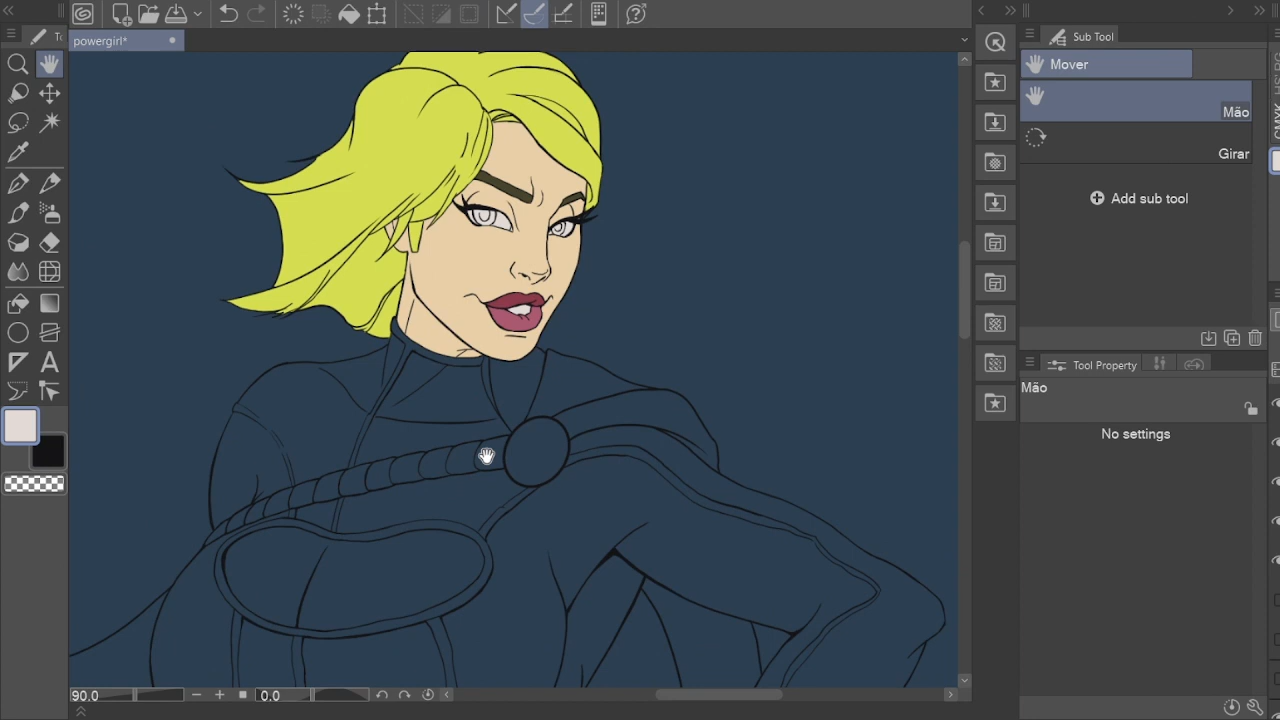 powergirl*
Sub Tool
Mover
Mão
Girar
Add sub tool
Tool Property
Mão
No settings
90.0
0.0